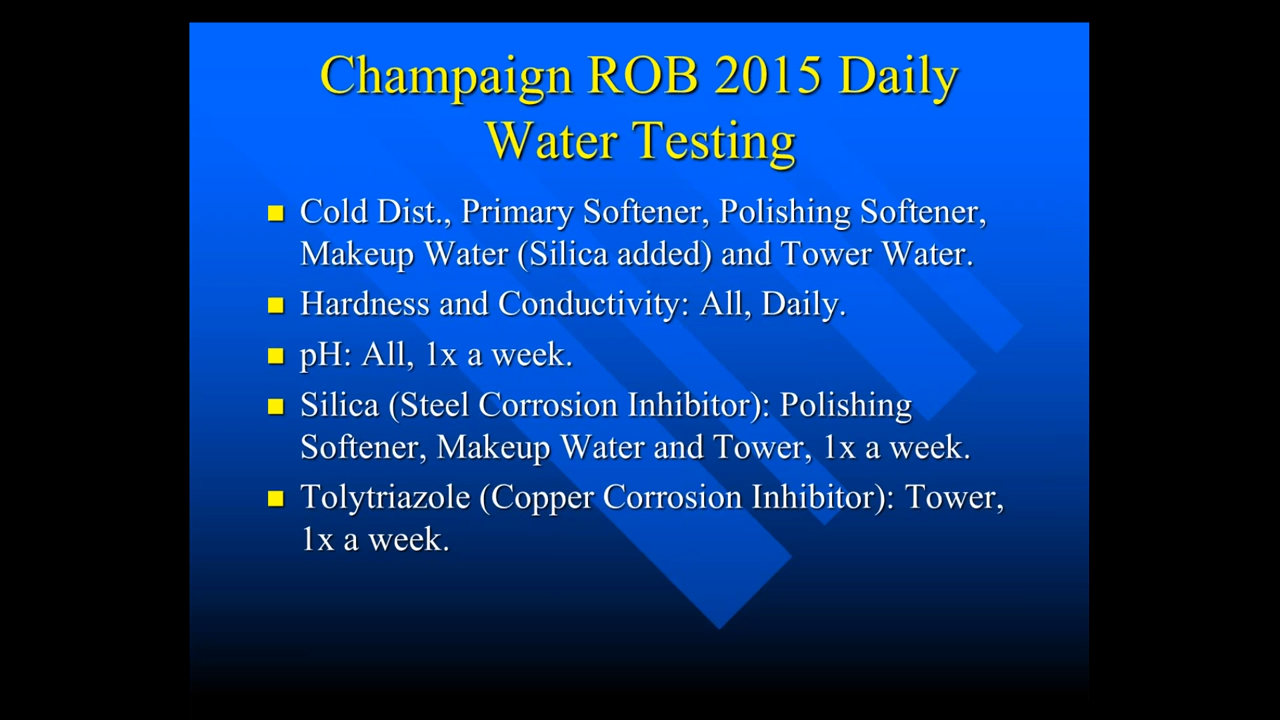 Champaign ROB 2015 Daily
Water Testing
Cold Dist., Primary Softener, Polishing Softener,
Makeup Water (Silica added) and Tower Water.
Hardness and Conductivity: All, Daily.
pH: All, 1x a week.
Silica (Steel Corrosion Inhibitor): Polishing
Softener, Makeup Water and Tower, 1x a week.
Tolytriazole (Copper Corrosion Inhibitor): Tower,
1x a week.